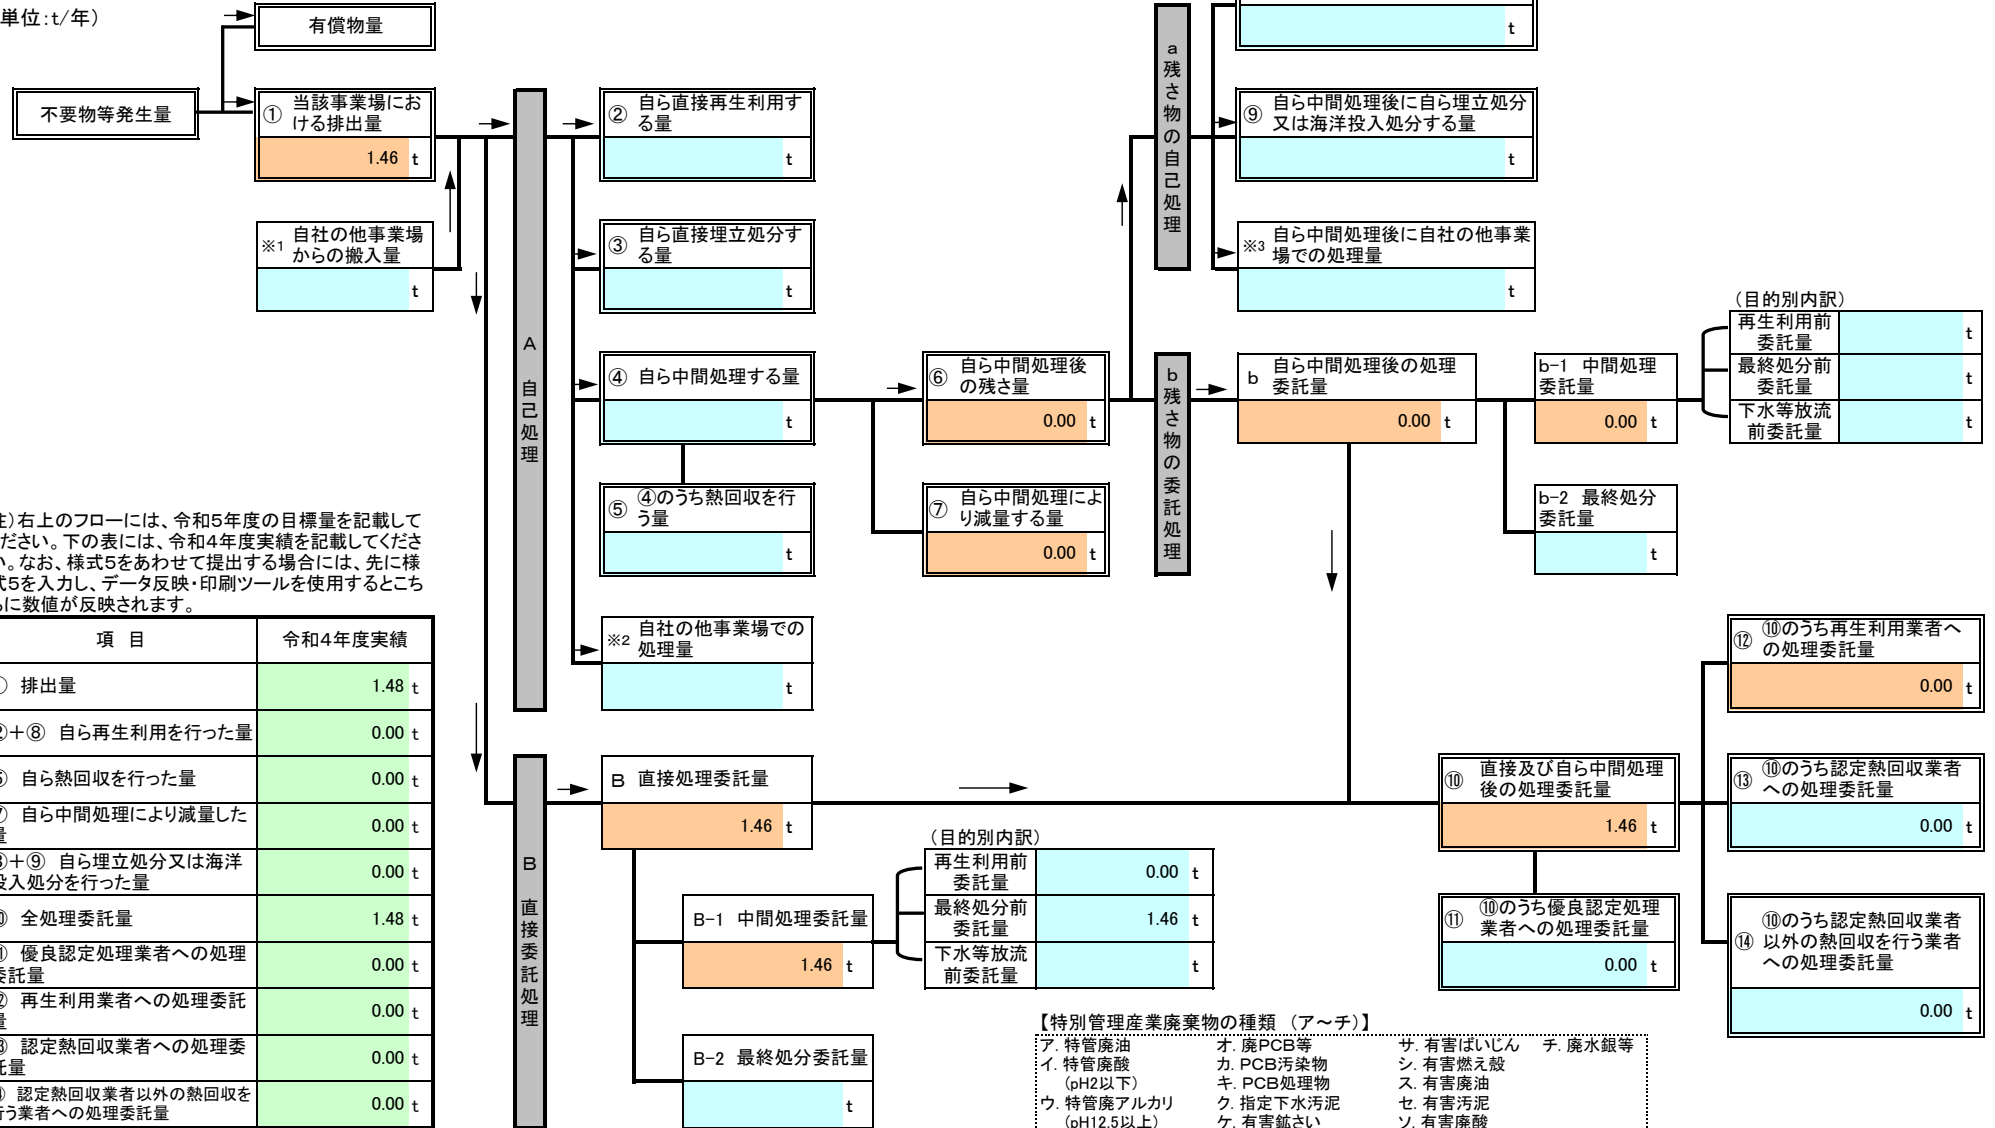 単位:t/年)
有償物量
不要物等発生量
① 当該事業場にお
ける排出量
1.46 t
※1 自社の他事業場
からの搬入量
t
A 自己処理
② 自ら直接再生利用す
る量
t
③ 自ら直接埋立処分す
る量
t
④ 自ら中間処理する量
t
⑤ ④のうち熱回収を行
う量
t
※2 自社の他事業場での
処理量
t
⑥ 自ら中間処理後
の残さ量
0.00 t
⑦ 自ら中間処理によ
り減量する量
0.00 t
a 残さ物の自己処理
t
⑨ 自ら中間処理後に自ら埋立処分
又は海洋投入処分する量
t
※3 自ら中間処理後に自社の他事業
場での処理量
t
b 残さ物の委託処理
b 自ら中間処理後の処理
委託量
0.00 t
b-1 中間処理
委託量
0.00 t
(目的別内訳)
再生利用前
委託量
t
最終処分前
委託量
t
下水等放流
前委託量
t
b-2 最終処分
委託量
t
注)右上のフローには、令和5年度の目標量を記載して
ください。下の表には、令和4年度実績を記載してくださ
い。なお、様式5をあわせて提出する場合には、先に様
式5を入力し、データ反映・印刷ツールを使用するとこち
らに数値が反映されます。
項 目 令和4年度実績
① 排出量 1.48 t
②+⑧ 自ら再生利用を行った量 0.00 t
⑤ 自ら熱回収を行った量 0.00 t
⑦ 自ら中間処理により減量した
量 0.00 t
③+⑨ 自ら埋立処分又は海洋
投入処分を行った量 0.00 t
⑩ 全処理委託量 1.48 t
⑪ 優良認定処理業者への処理
委託量 0.00 t
⑫ 再生利用業者への処理委託
量 0.00 t
⑬ 認定熱回収業者への処理委
託量 0.00 t
⑭ 認定熱回収業者以外の熱回収を
行う業者への処理委託量 0.00 t
B 直接委託処理
B 直接処理委託量
1.46 t
B-1 中間処理委託量
1.46 t
(目的別内訳)
再生利用前
委託量
0.00 t
最終処分前
委託量
1.46 t
下水等放流
前委託量
t
B-2 最終処分委託量
t
⑩ 直接及び自ら中間処理
後の処理委託量
1.46 t
⑪ ⑩のうち優良認定処理
業者への処理委託量
0.00 t
⑫ ⑩のうち再生利用業者へ
の処理委託量
0.00 t
⑬ ⑩のうち認定熱回収業者
への処理委託量
0.00 t
⑭ ⑩のうち認定熱回収業者
以外の熱回収を行う業者
への処理委託量
0.00 t
【特別管理産業廃棄物の種類 (ア～チ)】
ア. 特管廃油 オ. 廃PCB等 サ. 有害ばいじん チ. 廃水銀等
イ. 特管廃酸 カ. PCB汚染物 シ. 有害燃え殻
(pH2以下) キ. PCB処理物 ス. 有害廃油
ウ. 特管廃アルカリ ク. 指定下水汚泥 セ. 有害汚泥
(pH12.5以上) ケ. 有害鉱さい ソ. 有害廃酸